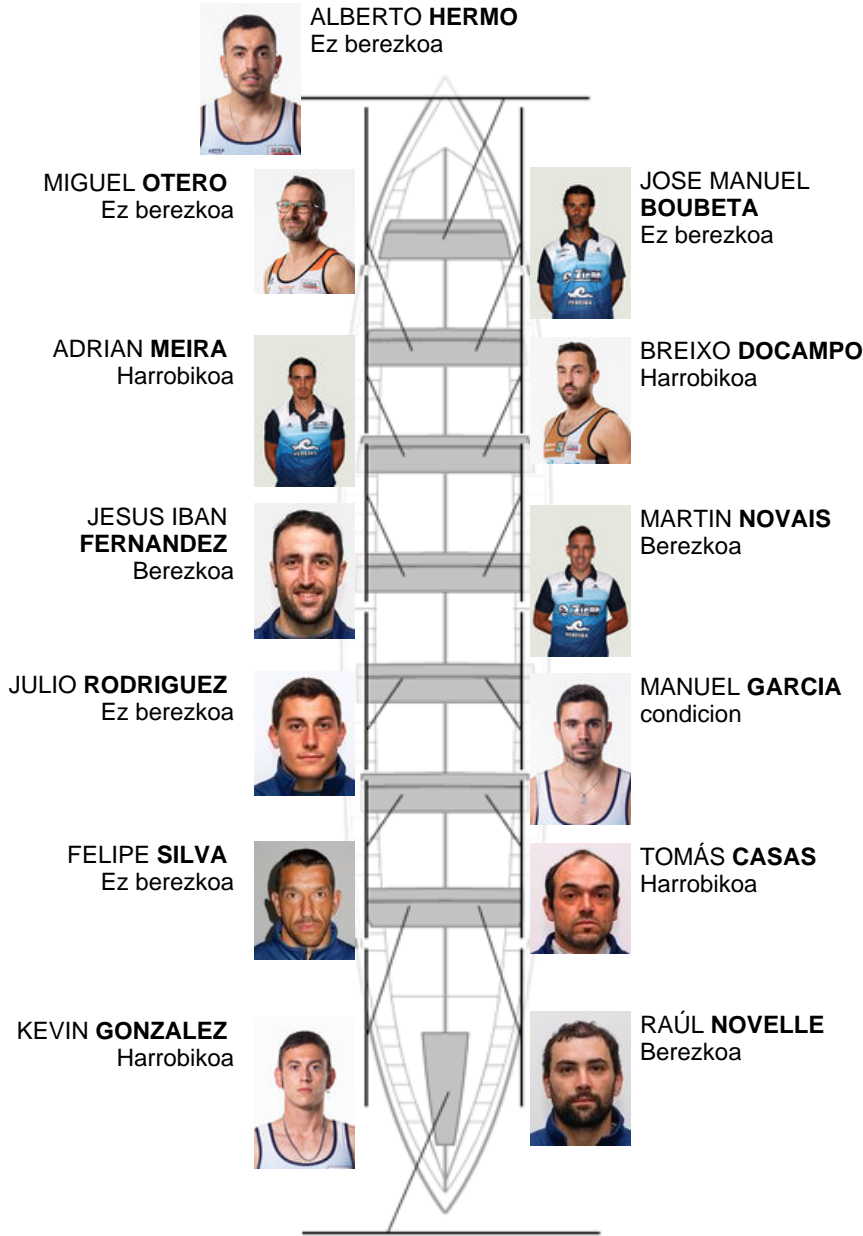 ALBERTO HERMO
Ez berezkoa
MIGUEL OTERO
Ez berezkoa
JOSE MANUEL
BOUBETA
Ez berezkoa
ADRIAN MEIRA
Harrobikoa
BREIXO DOCAMPO
Harrobikoa
JESUS IBAN
FERNANDEZ
Berezkoa
MARTIN NOVAIS
Berezkoa
JULIO RODRIGUEZ
Ez berezkoa
MANUEL GARCIA
condicion
FELIPE SILVA
Ez berezkoa
TOMÁS CASAS
Harrobikoa
KEVIN GONZALEZ
Harrobikoa
RAÚL NOVELLE
Berezkoa